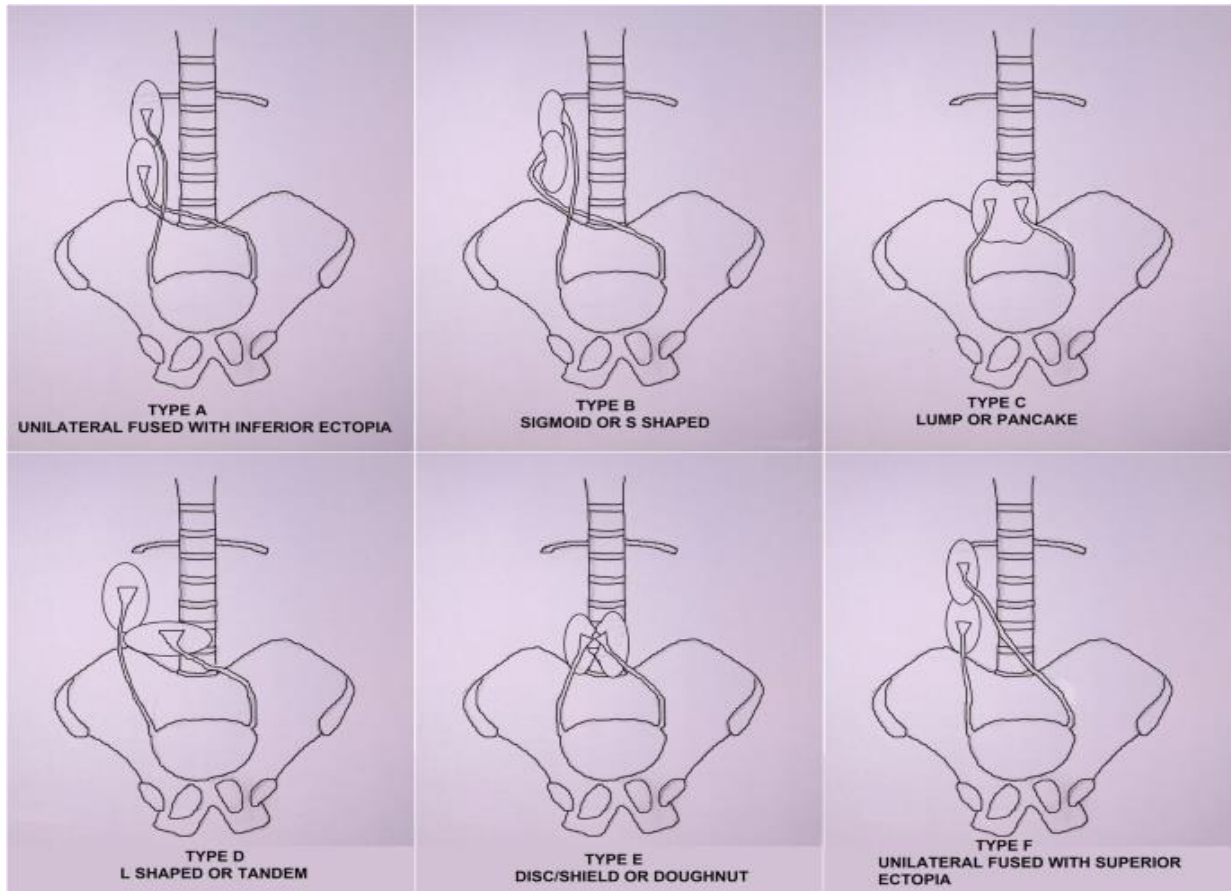 TYPE A
UNILATERAL FUSED WITH INFERIOR ECTOPIA
TYPE B
SIGMOID OR S SHAPED
TYPE C
LUMP OR PANCAKE
TYPE D
L SHAPED OR TANDEM
TYPE E
DISC/SHIELD OR DOUGHNUT
TYPE F
UNILATERAL FUSED WITH SUPERIOR
ECTOPIA